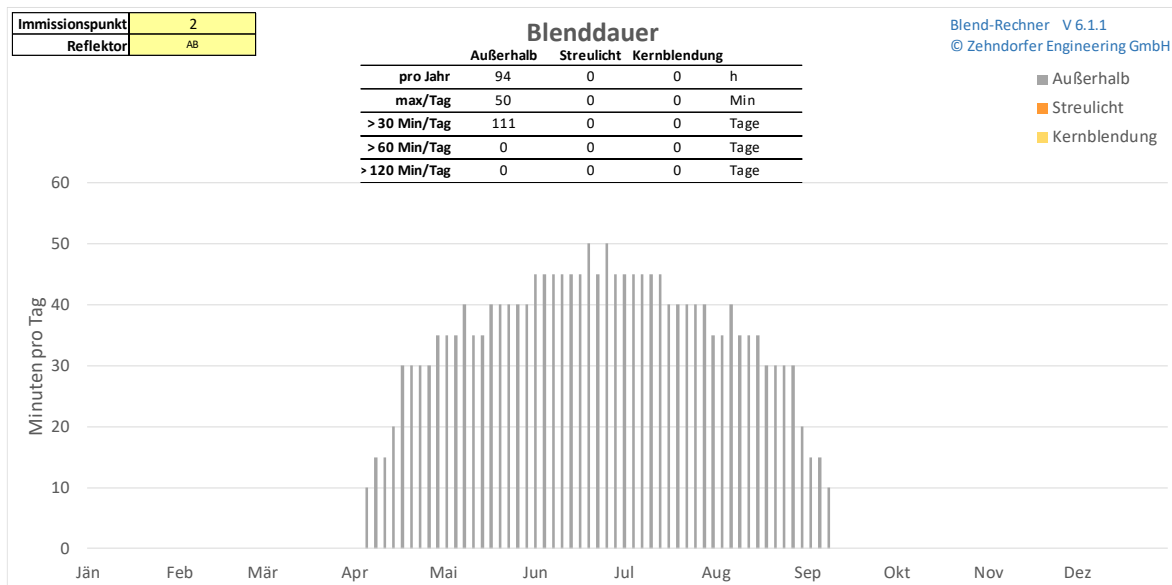 Immissionspunkt 2
Reflektor AB
Blenddauer
Blend-Rechner V 6.1.1
© Zehndorfer Engineering GmbH
Außerhalb Streulicht Kernblendung
pro Jahr 94 0 0 h
max/Tag 50 0 0 Min
> 30 Min/Tag 111 0 0 Tage
> 60 Min/Tag 0 0 0 Tage
> 120 Min/Tag 0 0 0 Tage
Außerhalb
Streulicht
Kernblendung
Minuten pro Tag
60
50
40
30
20
10
0
Jän Feb Mär Apr Mai Jun Jul Aug Sep Okt Nov Dez